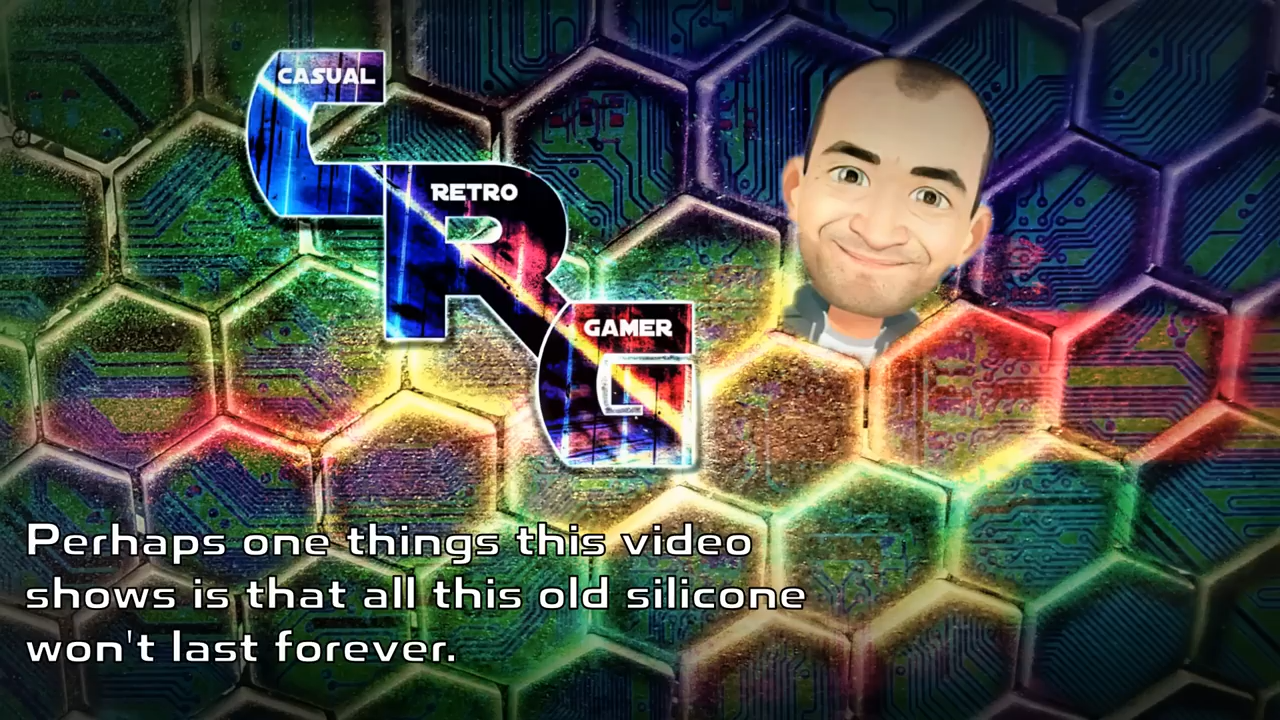 CASUAL
RETRO
GAMER
Perhaps one things this video
shows is that all this old silicone
won't last forever.